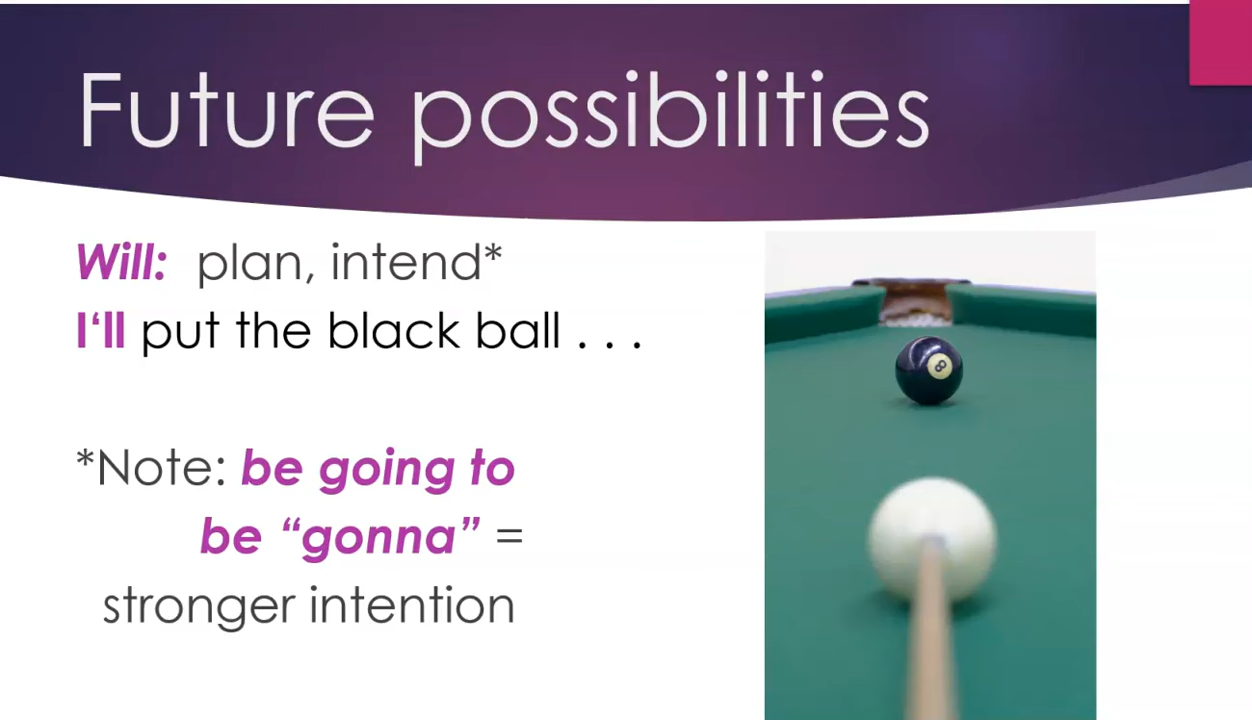 Future possibilities
Will: plan, intend*
I‘ll put the black ball . . .
*Note: be going to
be “gonna” =
stronger intention
8